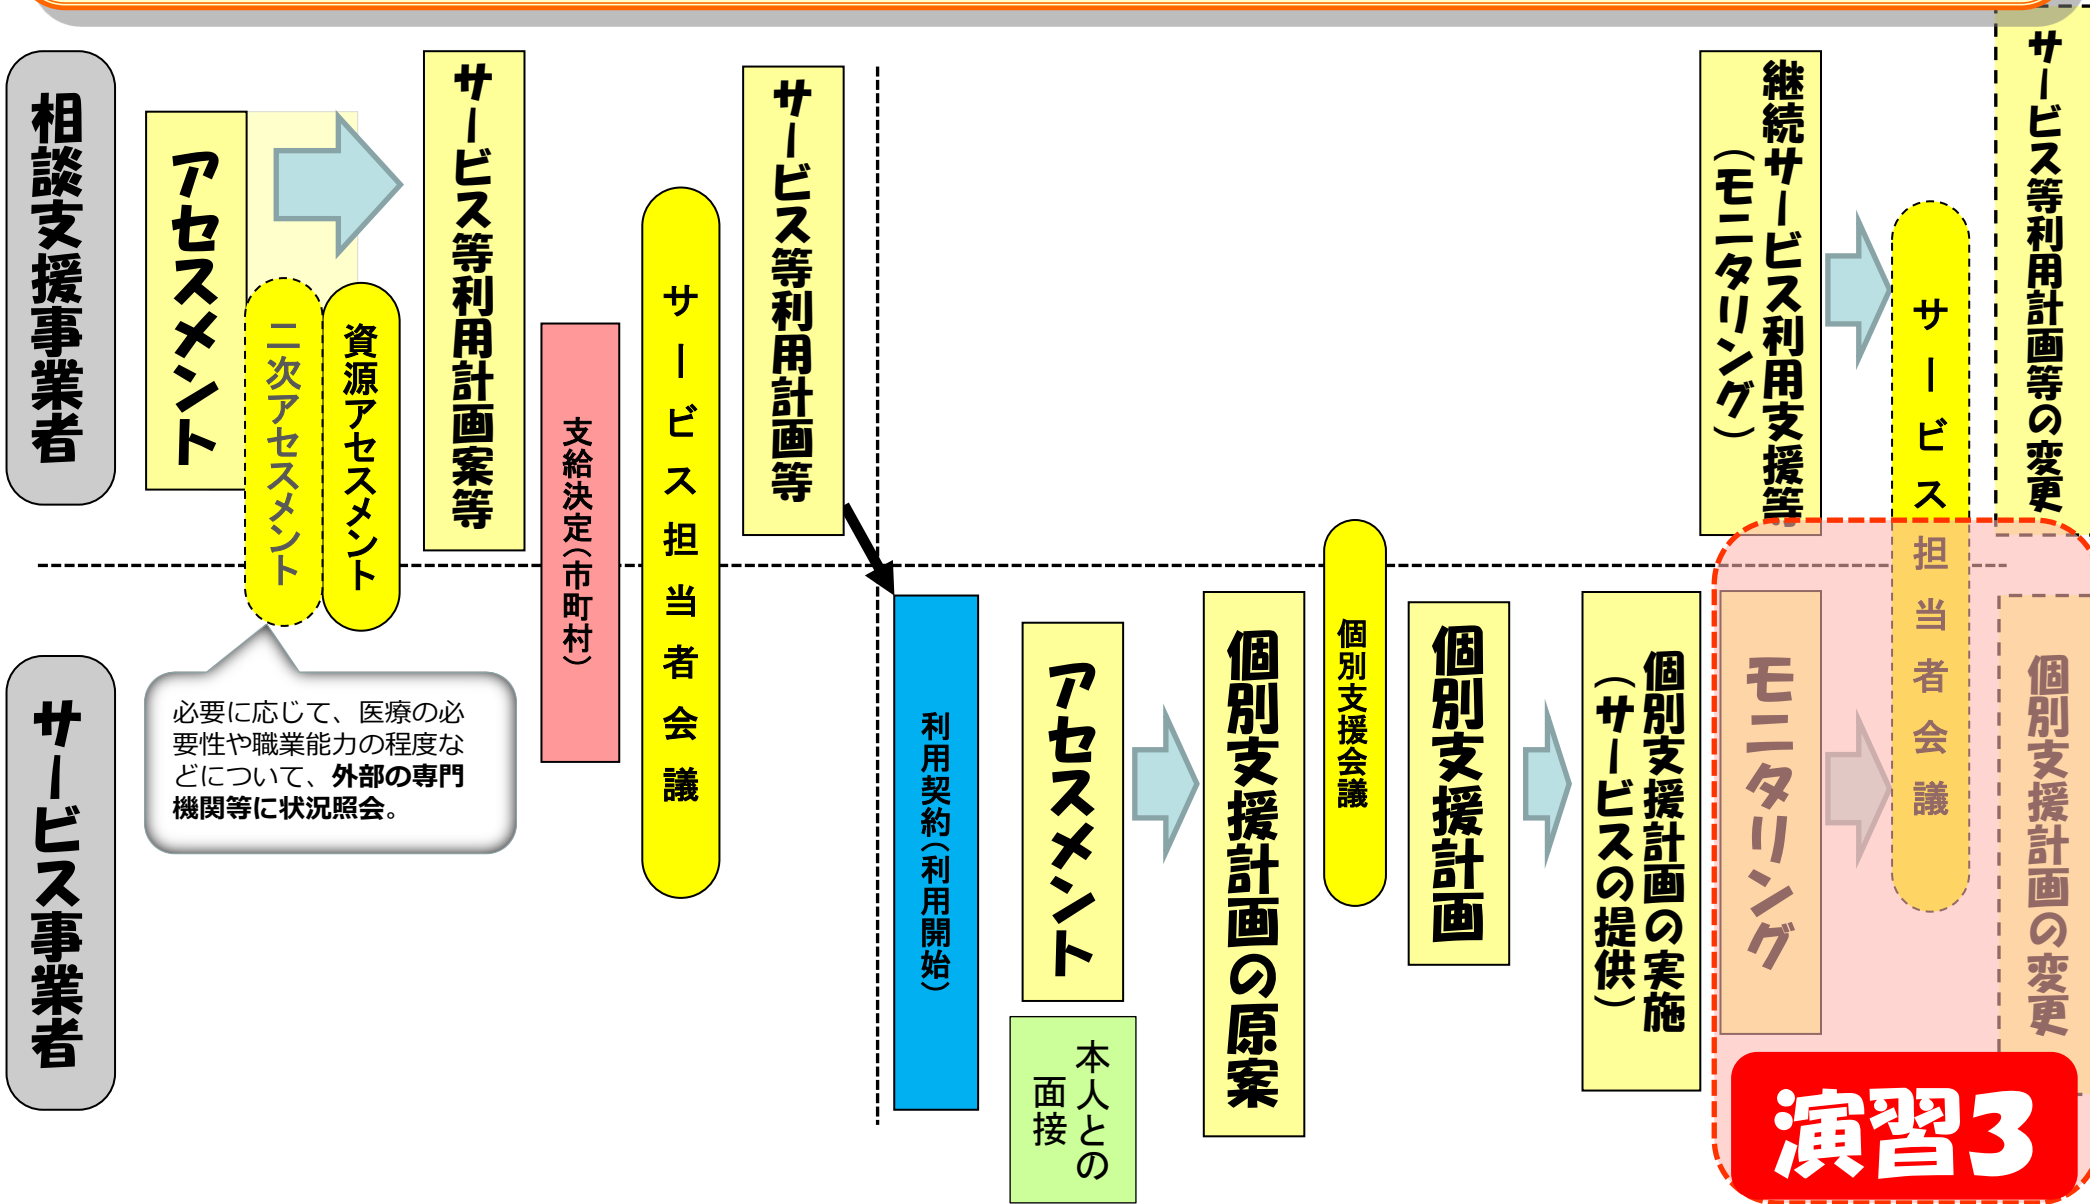 相談支援事業者
アセスメント
二次アセスメント
資源アセスメント
サービス等利用計画案等
支給決定（市町村）
サービス担当者会議
サービス等利用計画等
継続サービス利用支援等
（モニタリング）
サービス担当者会議
サービス等利用計画等の変更
サービス事業者
必要に応じて、医療の必
要性や職業能力の程度な
どについて、外部の専門
機関等に状況照会。
利用契約（利用開始）
アセスメント
本人との
面接
個別支援計画の原案
個別支援会議
個別支援計画
個別支援計画の実施
（サービスの提供）
モニタリング
個別支援計画の変更
演習3